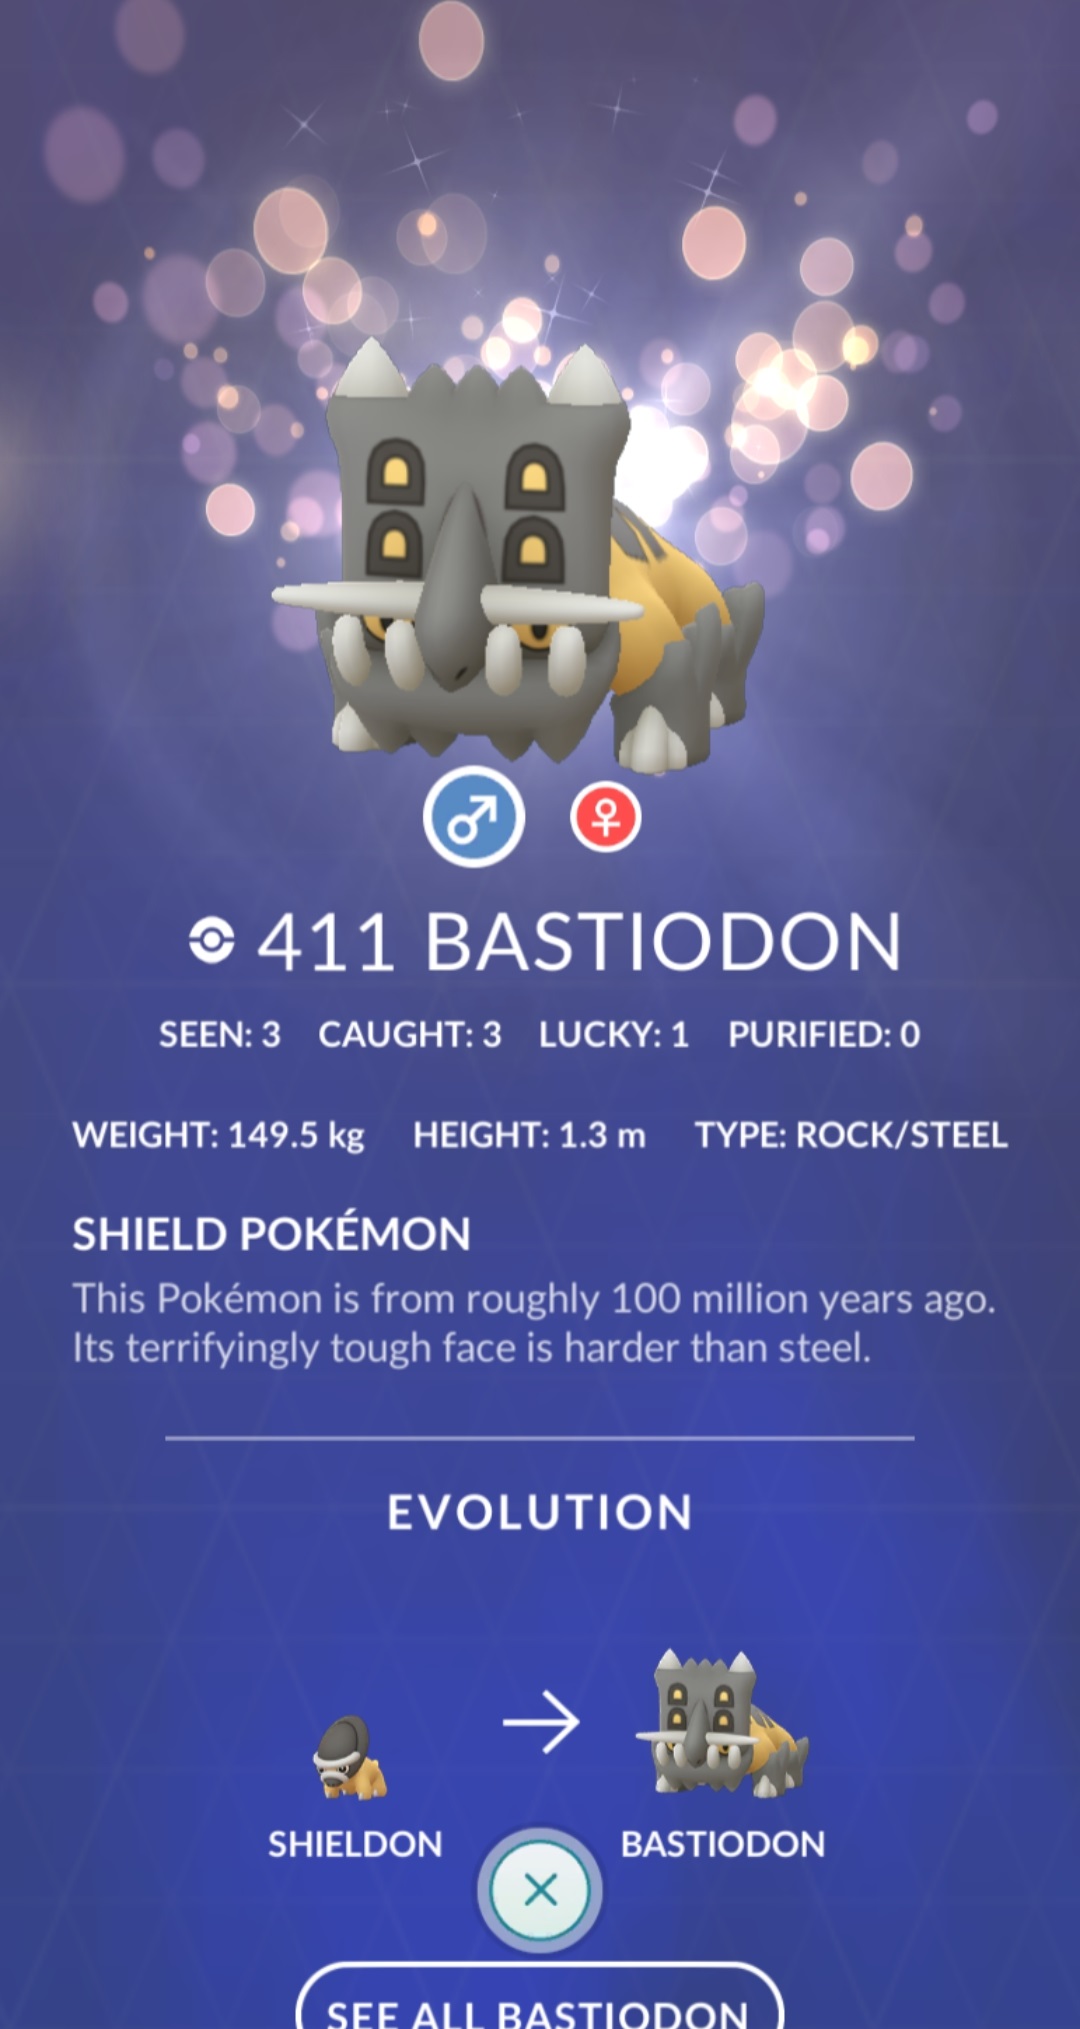 411 BASTIODON
SEEN: 3 CAUGHT: 3 LUCKY: 1 PURIFIED: 0
WEIGHT: 149.5 kg HEIGHT: 1.3 m TYPE: ROCK/STEEL
SHIELD POKÉMON
This Pokémon is from roughly 100 million years ago.
Its terrifyingly tough face is harder than steel.
EVOLUTION
SHIELDON BASTIODON
SEE ALL BASTIODON